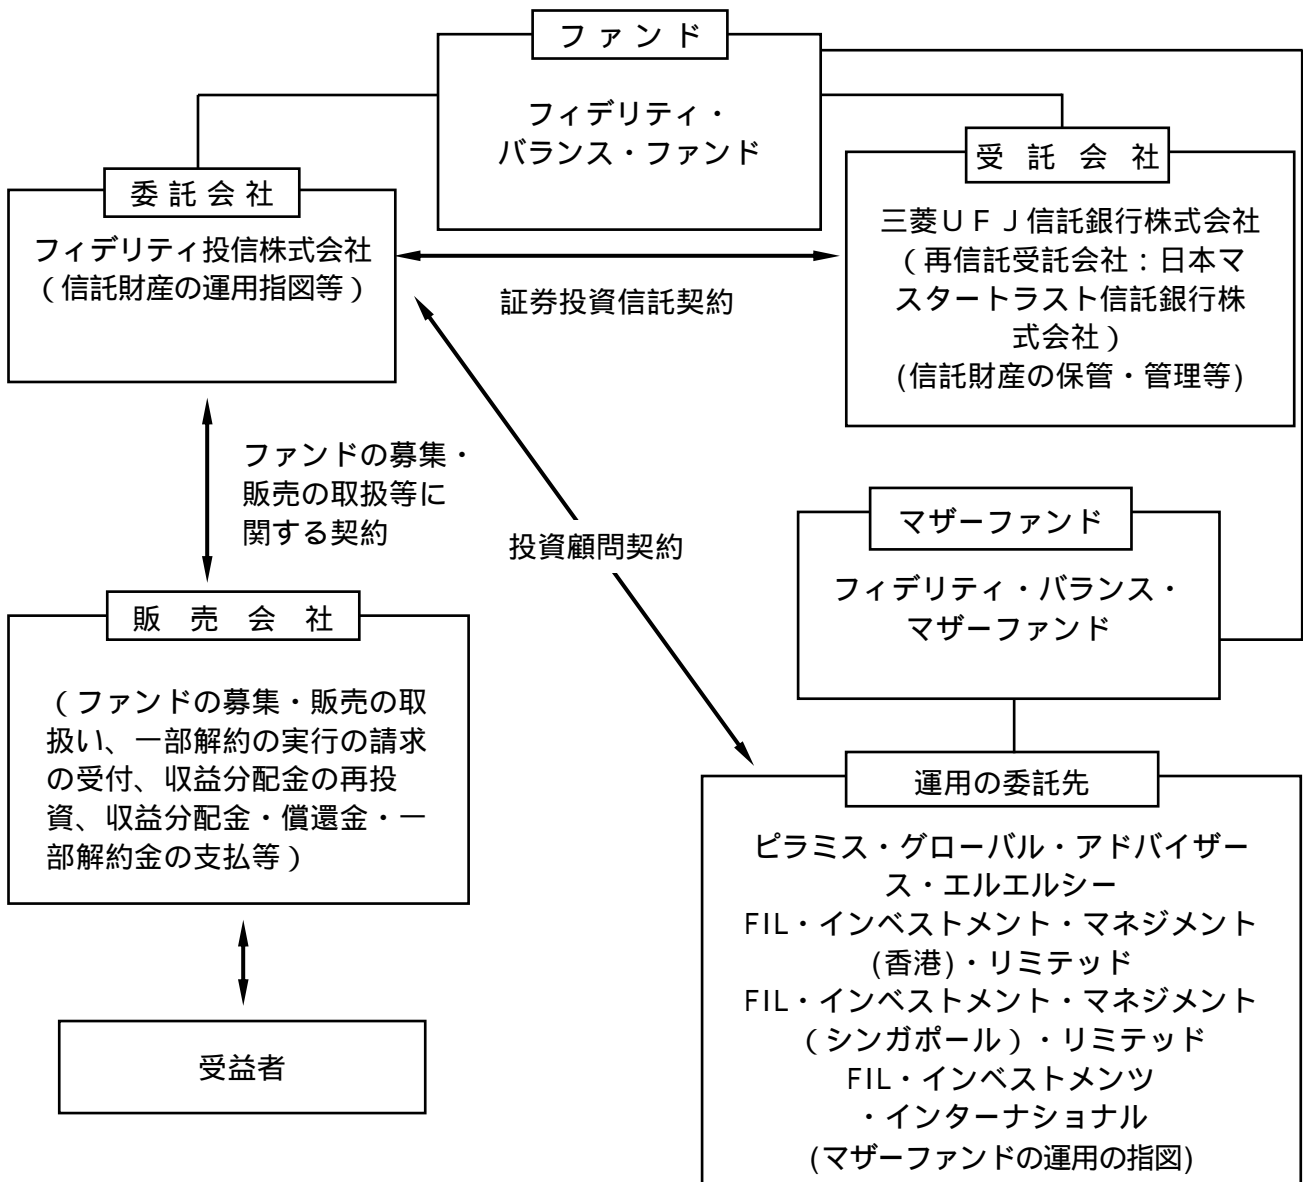 ファンド
フィデリティ・
バランス・ファンド
委託会社
フィデリティ投信株式会社
（信託財産の運用指図等）
受託会社
三菱ＵＦＪ信託銀行株式会社
（再信託受託会社：日本マ
スタートラスト信託銀行株
式会社）
(信託財産の保管・管理等)
証券投資信託契約
ファンドの募集・
販売の取扱等に
関する契約
投資顧問契約
マザーファンド
フィデリティ・バランス・
マザーファンド
販売会社
（ファンドの募集・販売の取
扱い、一部解約の実行の請求
の受付、収益分配金の再投
資、収益分配金・償還金・一
部解約金の支払等）
受益者
運用の委託先
ピラミス・グローバル・アドバイザー
ス・エルエルシー
FIL・インベストメント・マネジメント
(香港)・リミテッド
FIL・インベストメント・マネジメント
（シンガポール）・リミテッド
FIL・インベストメンツ
・インターナショナル
(マザーファンドの運用の指図)